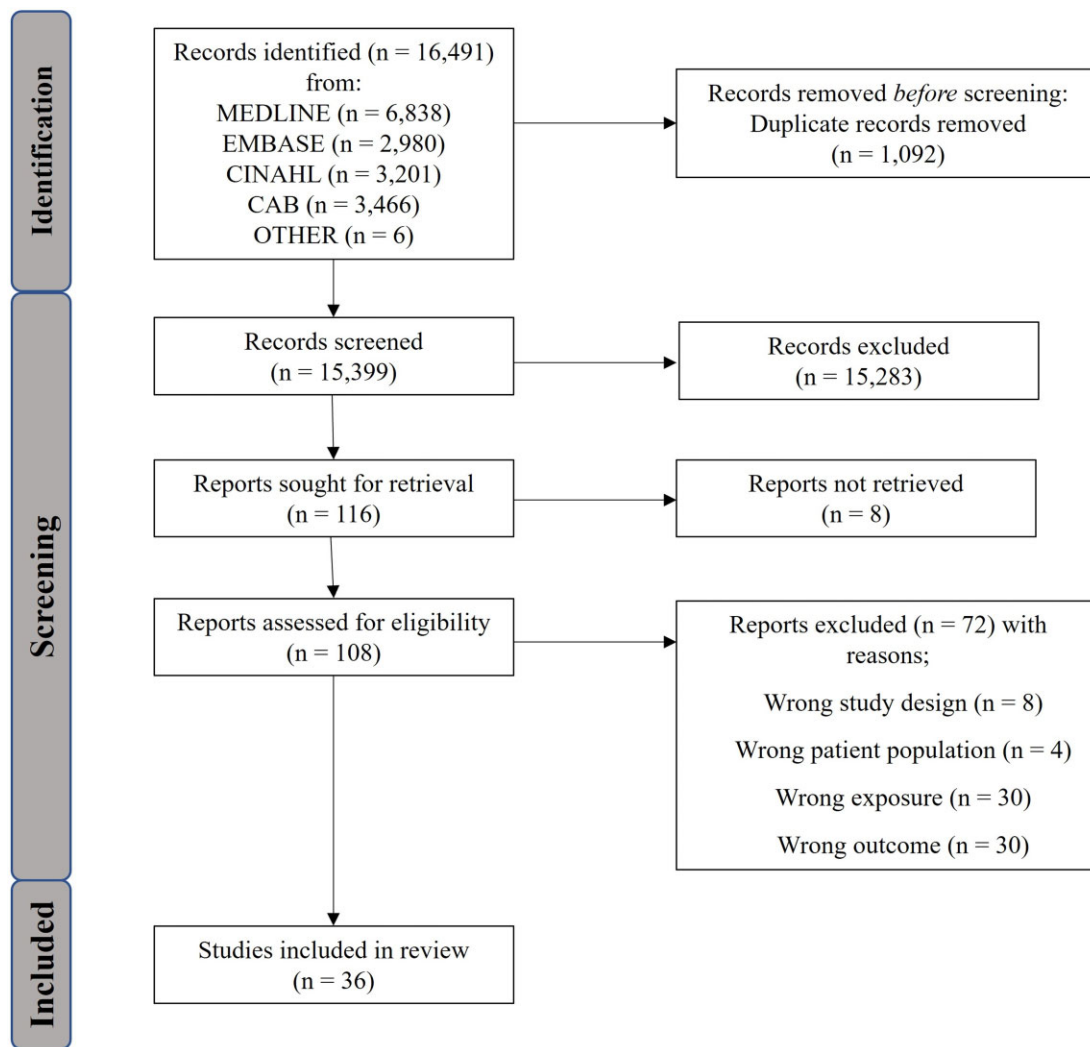 Identification
Records identified (n = 16,491)
from:
MEDLINE (n = 6,838)
EMBASE (n = 2,980)
CINAHL (n = 3,201)
CAB (n = 3,466)
OTHER (n = 6)
Records removed before screening:
Duplicate records removed
(n = 1,092)
Screening
Records screened
(n = 15,399)
Records excluded
(n = 15,283)
Reports sought for retrieval
(n = 116)
Reports not retrieved
(n = 8)
Reports assessed for eligibility
(n = 108)
Reports excluded (n = 72) with
reasons;
Wrong study design (n = 8)
Wrong patient population (n = 4)
Wrong exposure (n = 30)
Wrong outcome (n = 30)
Included
Studies included in review
(n = 36)